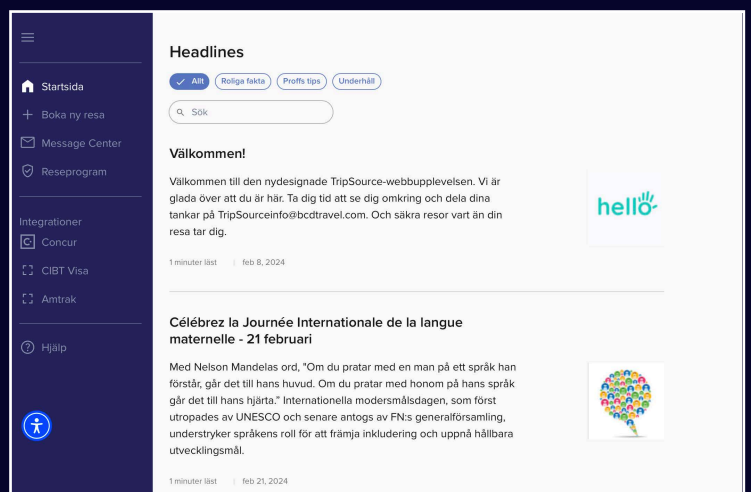 Startsida
Boka ny resa
Message Center
Reseprogram
Integrationer
Concur
CIBT Visa
Amtrak
Hjälp
Headlines
Allt
Roliga fakta
Proffs tips
Underhåll
Sök
Välkommen!
Välkommen till den nydesignade TripSource-webbupplevelsen. Vi är
glada över att du är här. Ta dig tid att se dig omkring och dela dina
tankar på TripSourceinfo@bcdtravel.com. Och säkra resor vart än din
resa tar dig.
hello
1 minuter läst | feb 8, 2024
Célébrez la Journée Internationale de la langue
maternelle - 21 februari
Med Nelson Mandelas ord, "Om du pratar med en man på ett språk han
förstår, går det till hans huvud. Om du pratar med honom på hans språk
går det till hans hjärta." Internationella modersmålsdagen, som först
utropades av UNESCO och senare antogs av FN:s generalförsamling,
understryker språkens roll för att främja inkludering och uppnå hållbara
utvecklingsmål.
1 minuter läst | feb 21, 2024